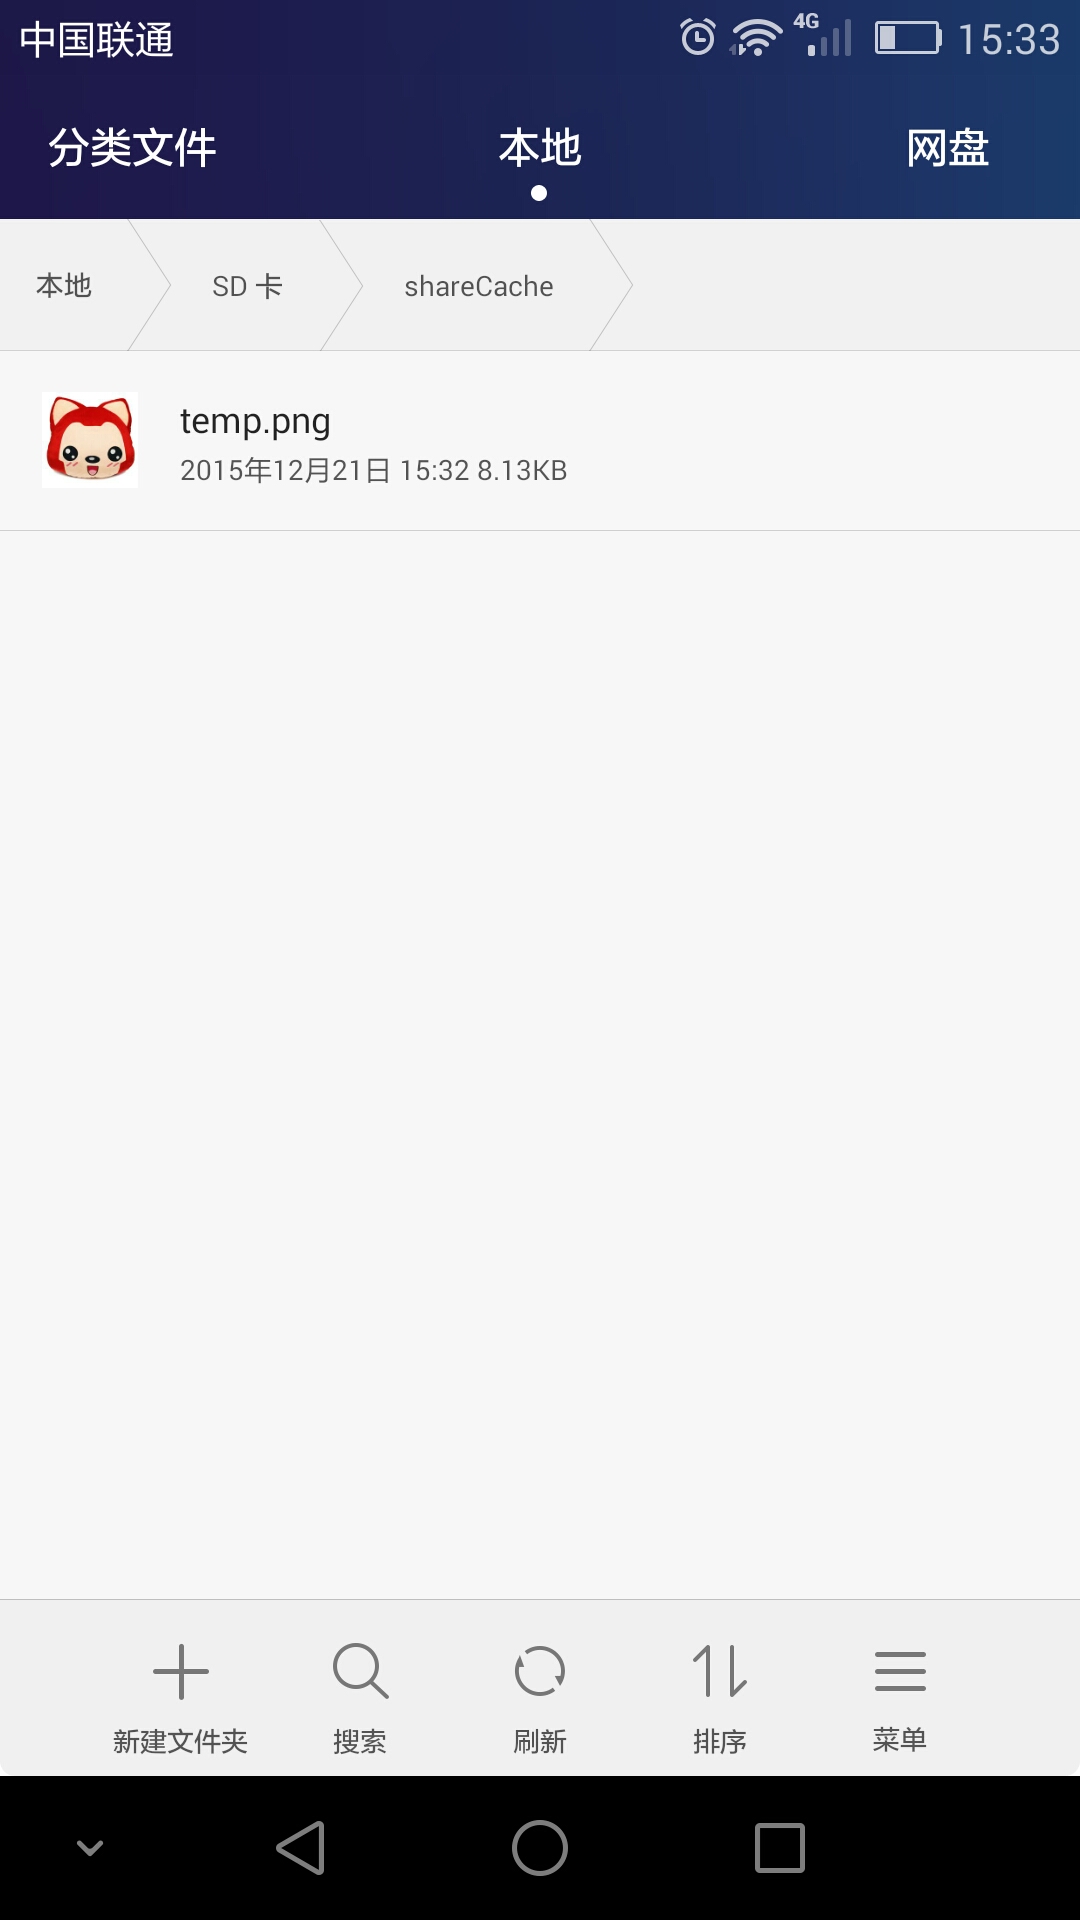 中国联通 4G 15:33
分类文件 本地 网盘
本地 SD 卡 shareCache
temp.png
2015年12月21日 15:32 8.13KB
新建文件夹 搜索 刷新 排序 菜单